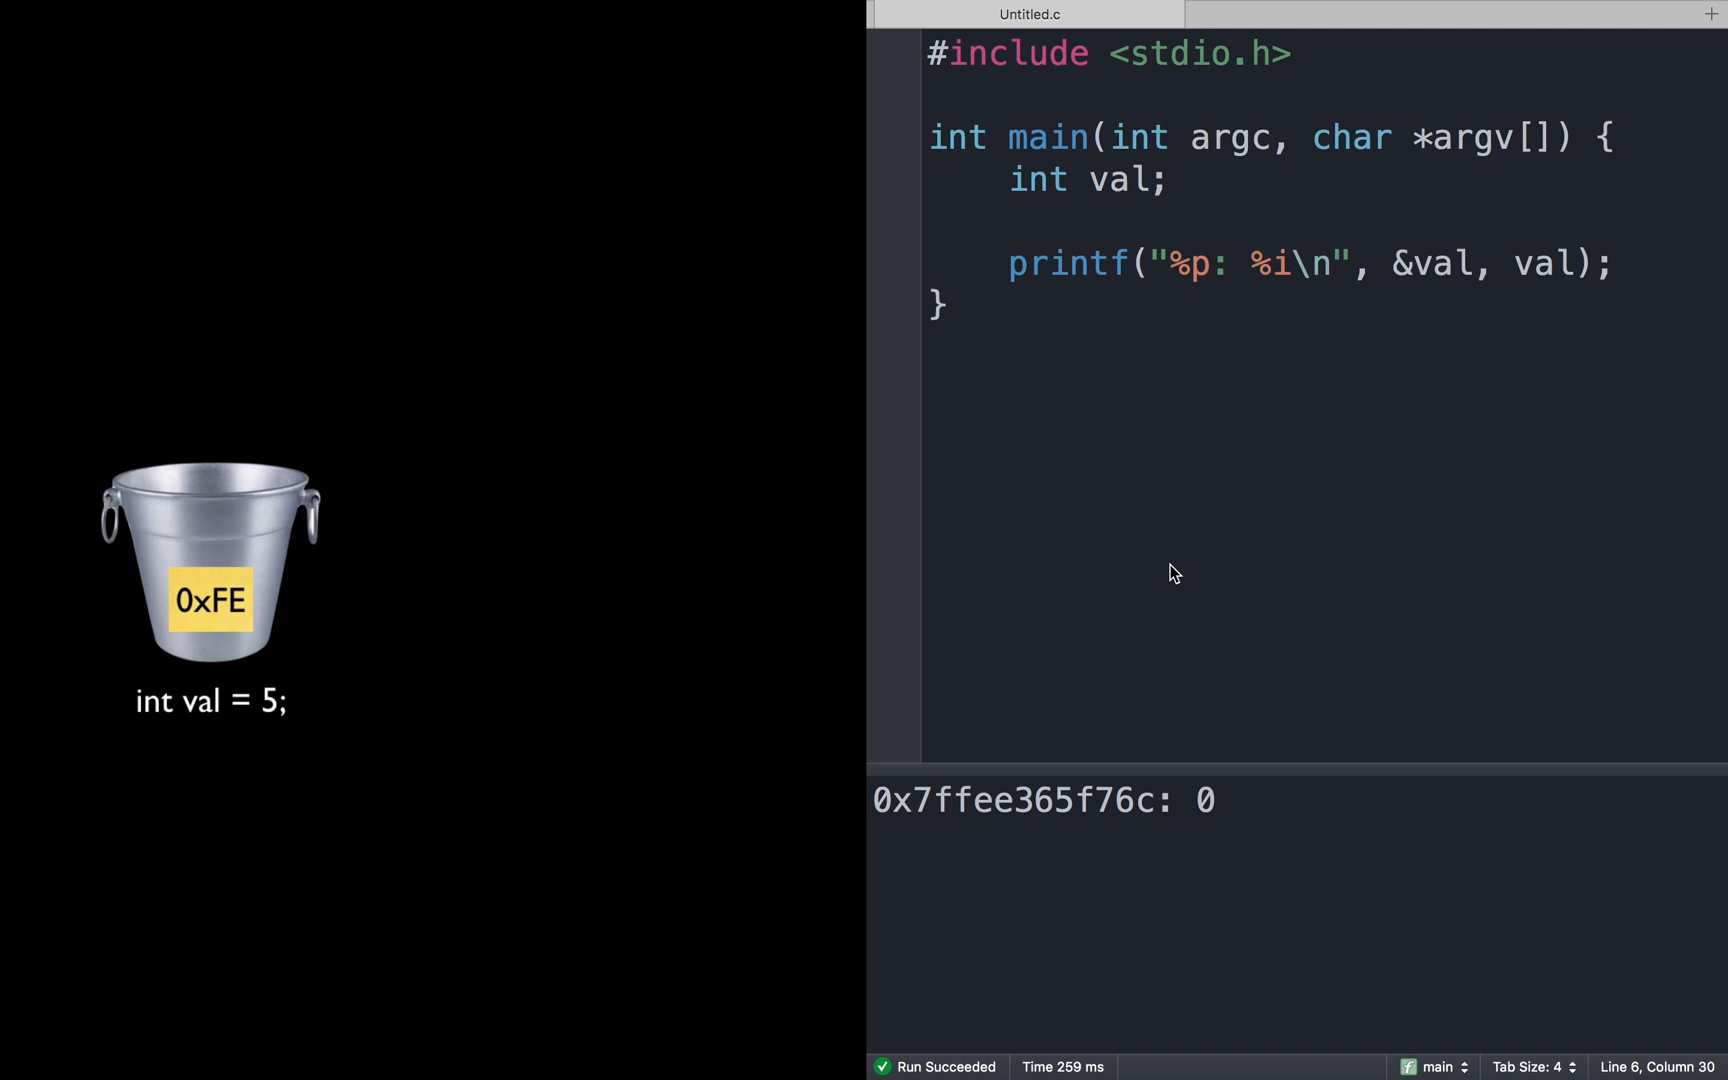 0xFE
int val = 5;
Untitled.c
+
#include <stdio.h>
int main(int argc, char *argv[]) {
    int val;
    printf("%p: %i\n", &val, val);
}
0x7ffee365f76c: 0
Run Succeeded Time 259 ms f main Tab Size: 4 Line 6, Column 30